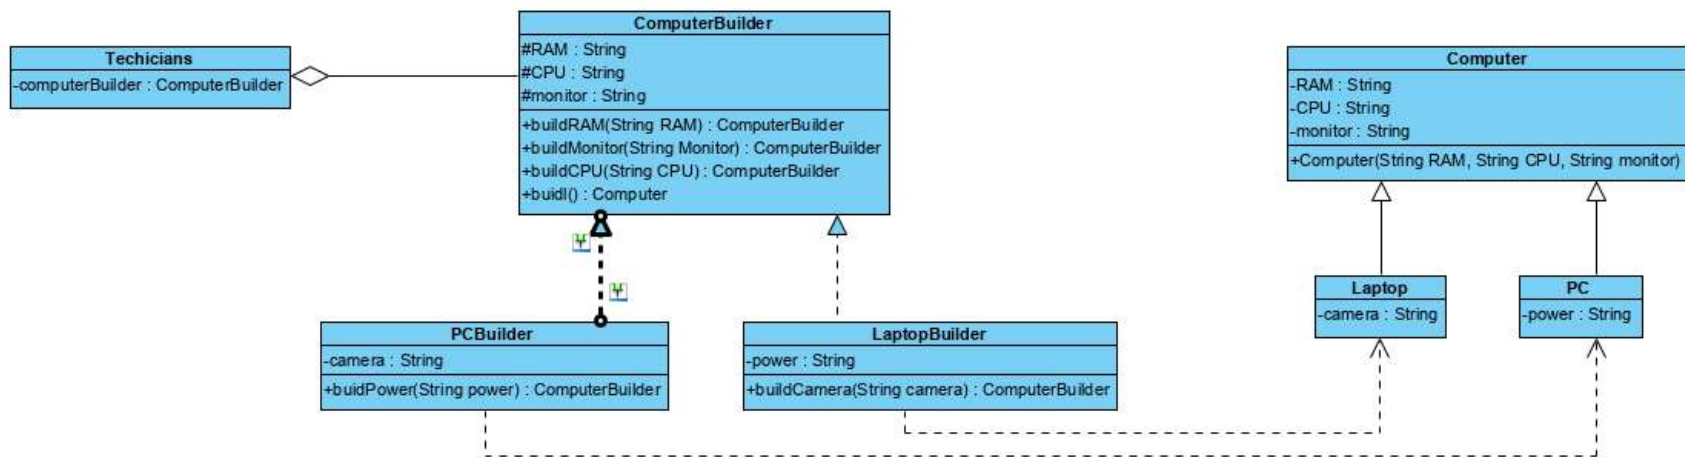 Techicians
-computerBuilder : ComputerBuilder
ComputerBuilder
#RAM : String
#CPU : String
#monitor : String
+buildRAM(String RAM) : ComputerBuilder
+buildMonitor(String Monitor) : ComputerBuilder
+buildCPU(String CPU) : ComputerBuilder
+buidl() : Computer
Computer
-RAM : String
-CPU : String
-monitor : String
+Computer(String RAM, String CPU, String monitor)
PCBuilder
-camera : String
+buidPower(String power) : ComputerBuilder
LaptopBuilder
-power : String
+buildCamera(String camera) : ComputerBuilder
Laptop
-camera : String
PC
-power : String